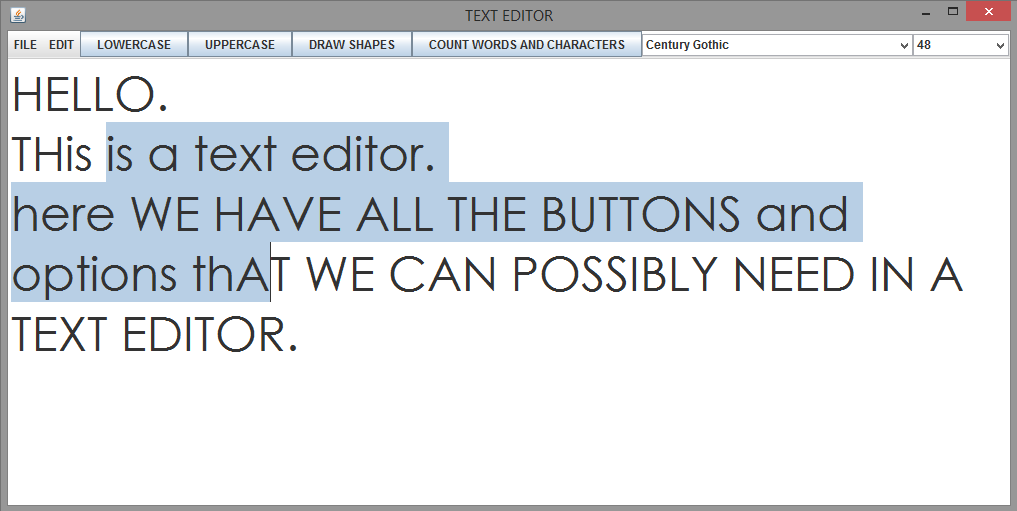 TEXT EDITOR
FILE EDIT LOWERCASE UPPERCASE DRAW SHAPES COUNT WORDS AND CHARACTERS Century Gothic 48
HELLO.
THis is a text editor.
here WE HAVE ALL THE BUTTONS and
options thAT WE CAN POSSIBLY NEED IN A
TEXT EDITOR.